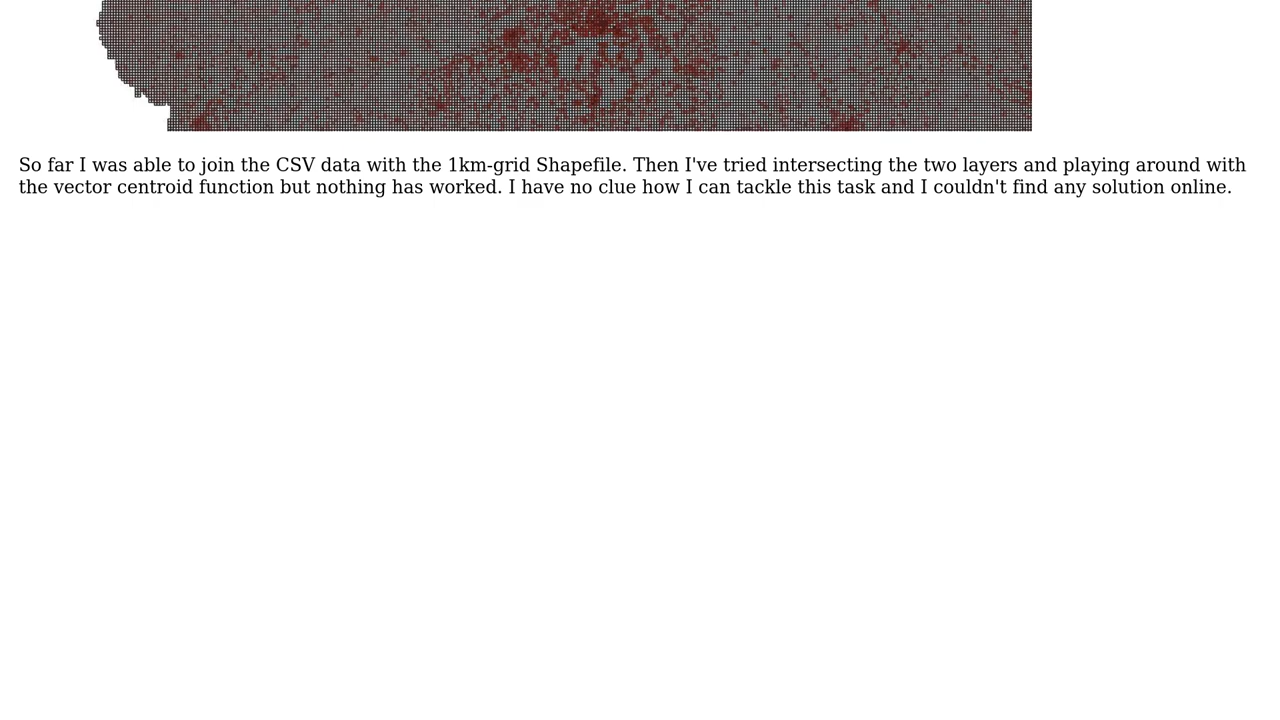 So far I was able to join the CSV data with the 1km-grid Shapefile. Then I've tried intersecting the two layers and playing around with
the vector centroid function but nothing has worked. I have no clue how I can tackle this task and I couldn't find any solution online.